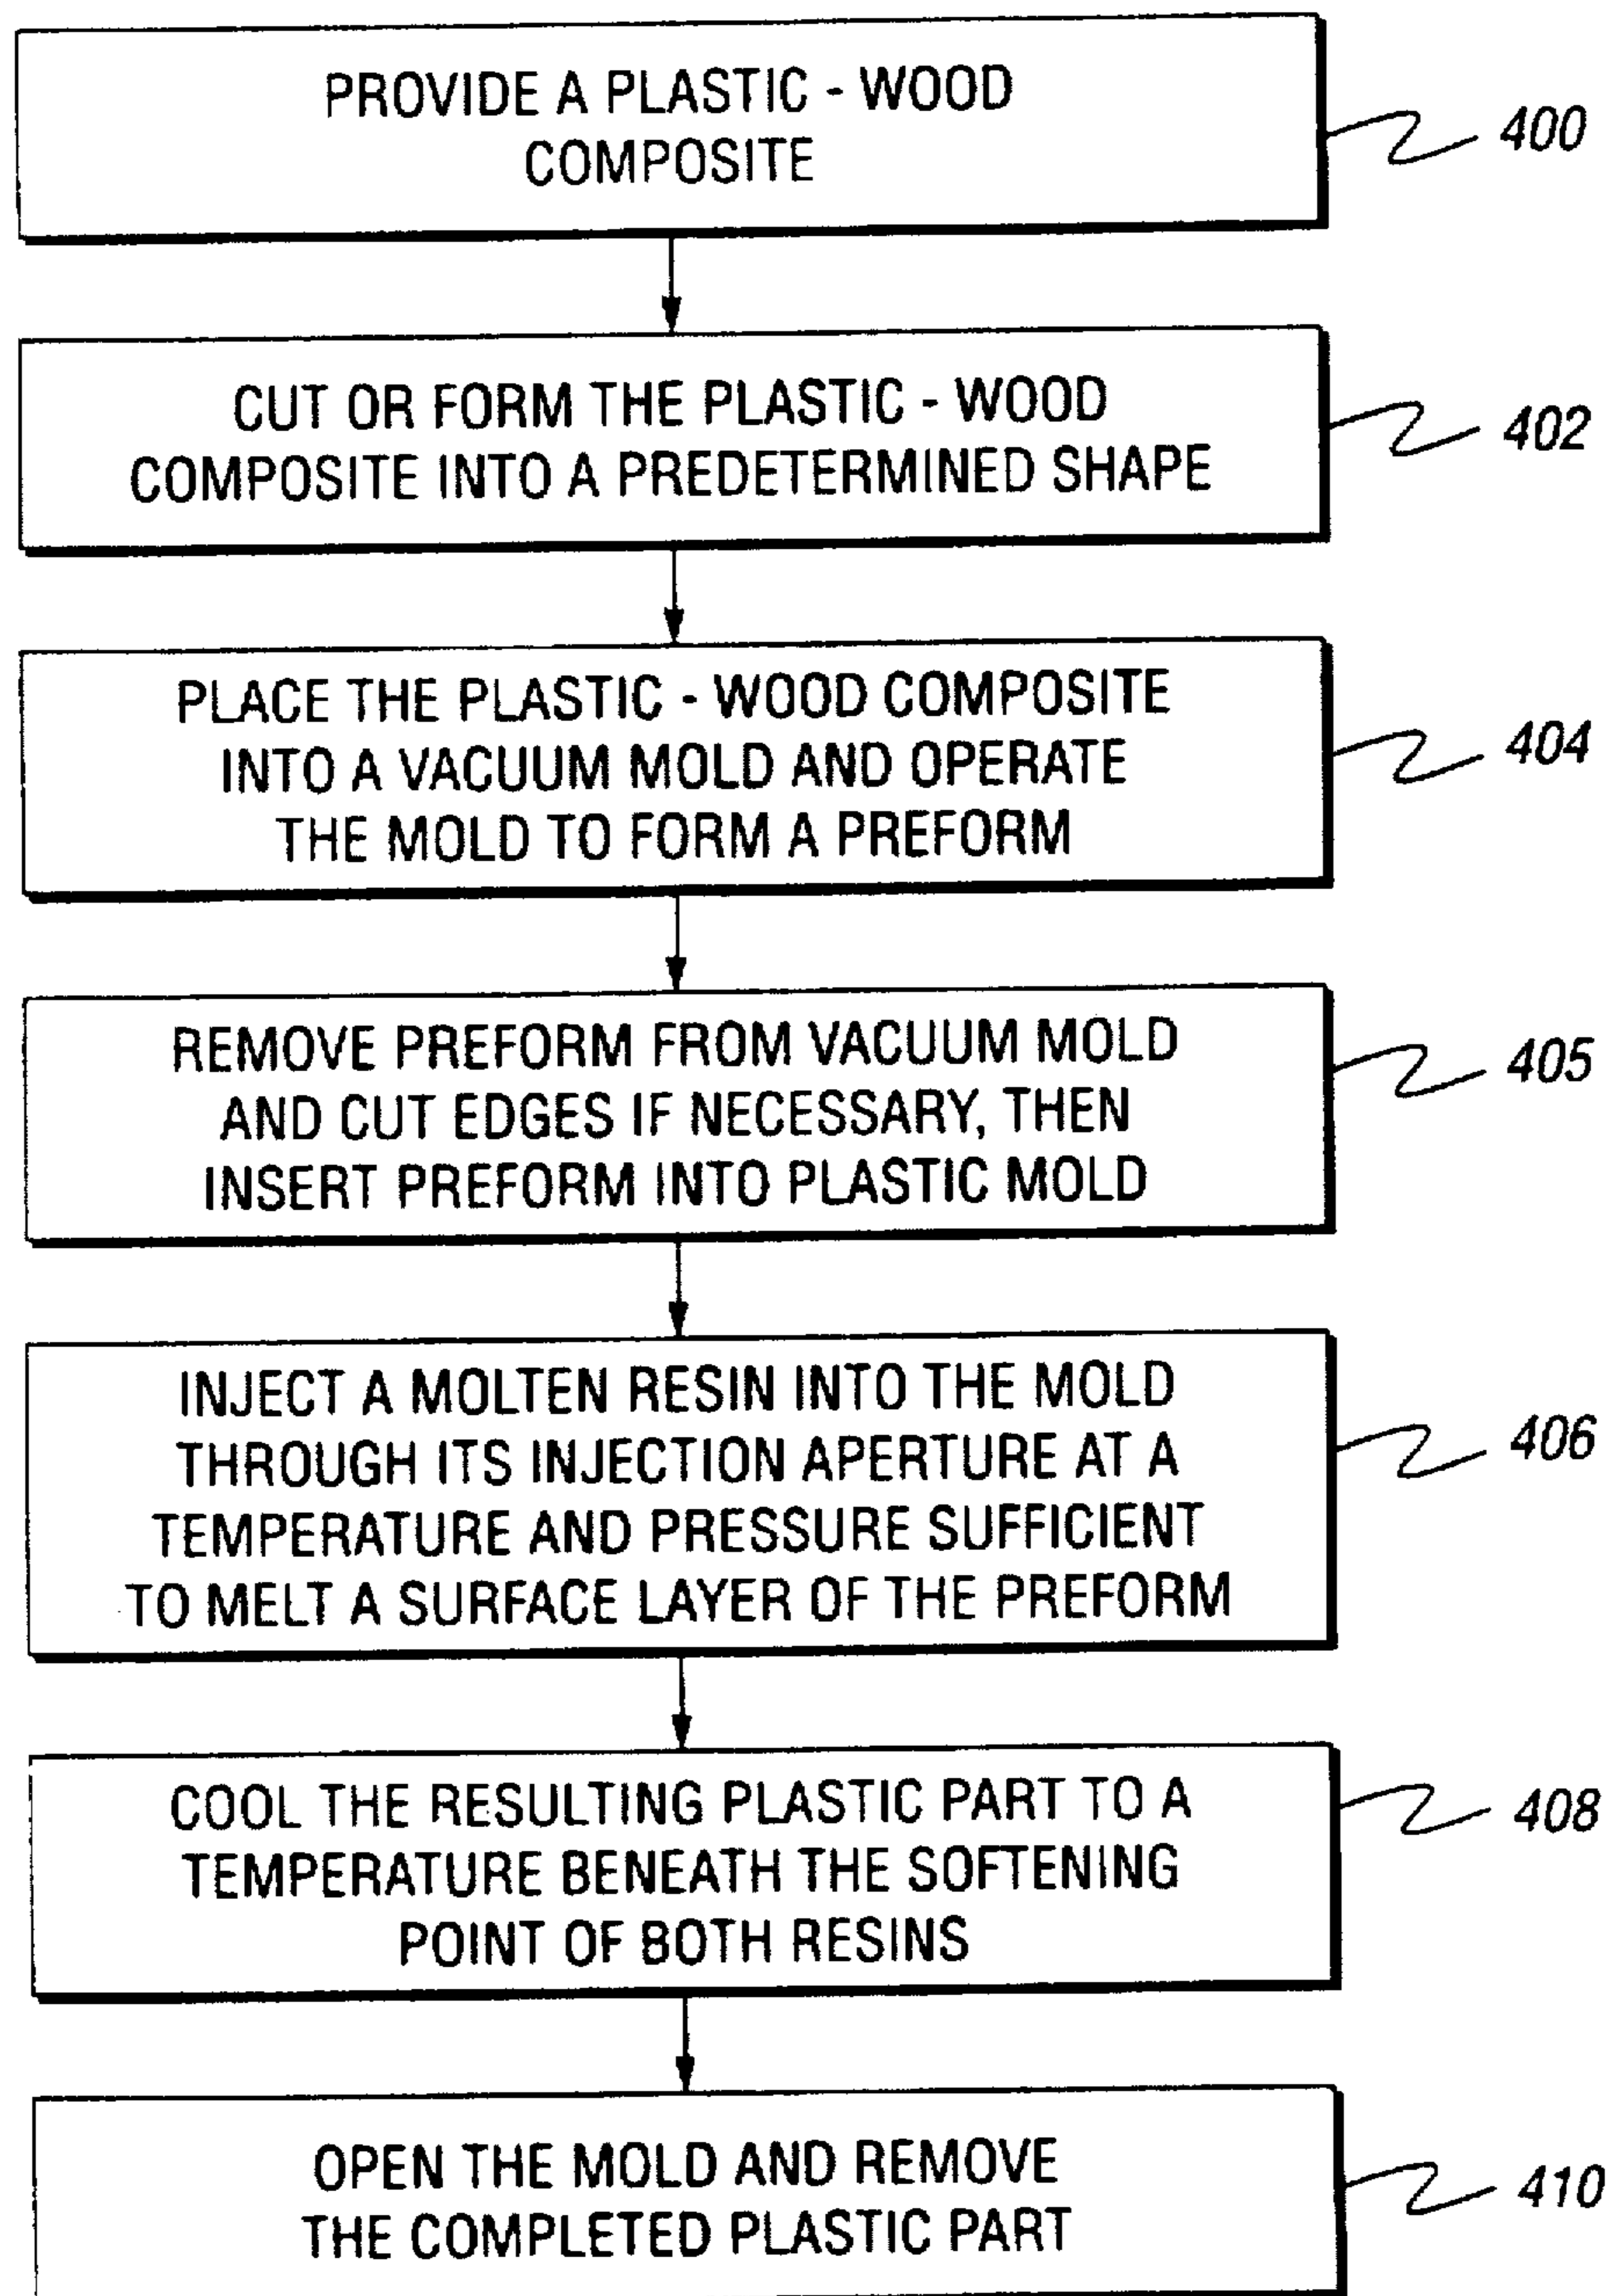 PROVIDE A PLASTIC - WOOD
COMPOSITE
400
CUT OR FORM THE PLASTIC - WOOD
COMPOSITE INTO A PREDETERMINED SHAPE
402
PLACE THE PLASTIC - WOOD COMPOSITE
INTO A VACUUM MOLD AND OPERATE
THE MOLD TO FORM A PREFORM
404
REMOVE PREFORM FROM VACUUM MOLD
AND CUT EDGES IF NECESSARY, THEN
INSERT PREFORM INTO PLASTIC MOLD
405
INJECT A MOLTEN RESIN INTO THE MOLD
THROUGH ITS INJECTION APERTURE AT A
TEMPERATURE AND PRESSURE SUFFICIENT
TO MELT A SURFACE LAYER OF THE PREFORM
406
COOL THE RESULTING PLASTIC PART TO A
TEMPERATURE BENEATH THE SOFTENING
POINT OF BOTH RESINS
408
OPEN THE MOLD AND REMOVE
THE COMPLETED PLASTIC PART
410